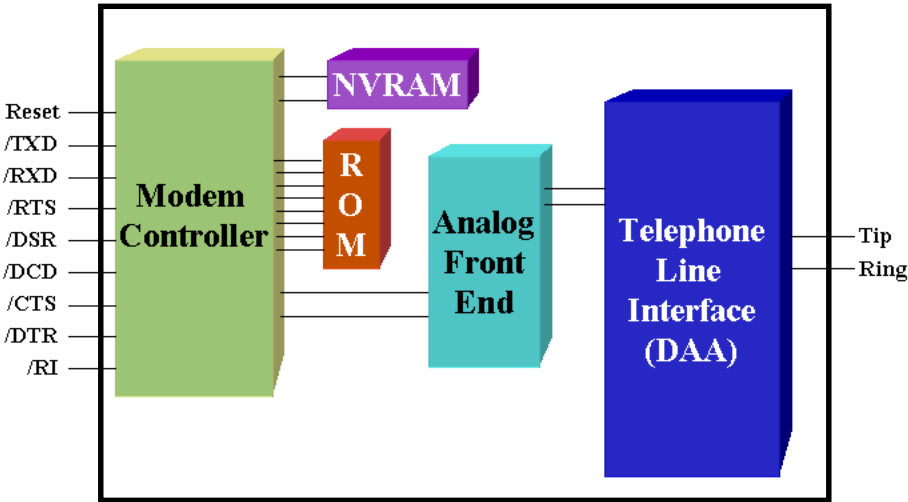 Reset
/TXD
/RXD
/RTS
/DSR
/DCD
/CTS
/DTR
/RI
Modem
Controller
NVRAM
R
O
M
Analog
Front
End
Telephone
Line
Interface
(DAA)
Tip
Ring